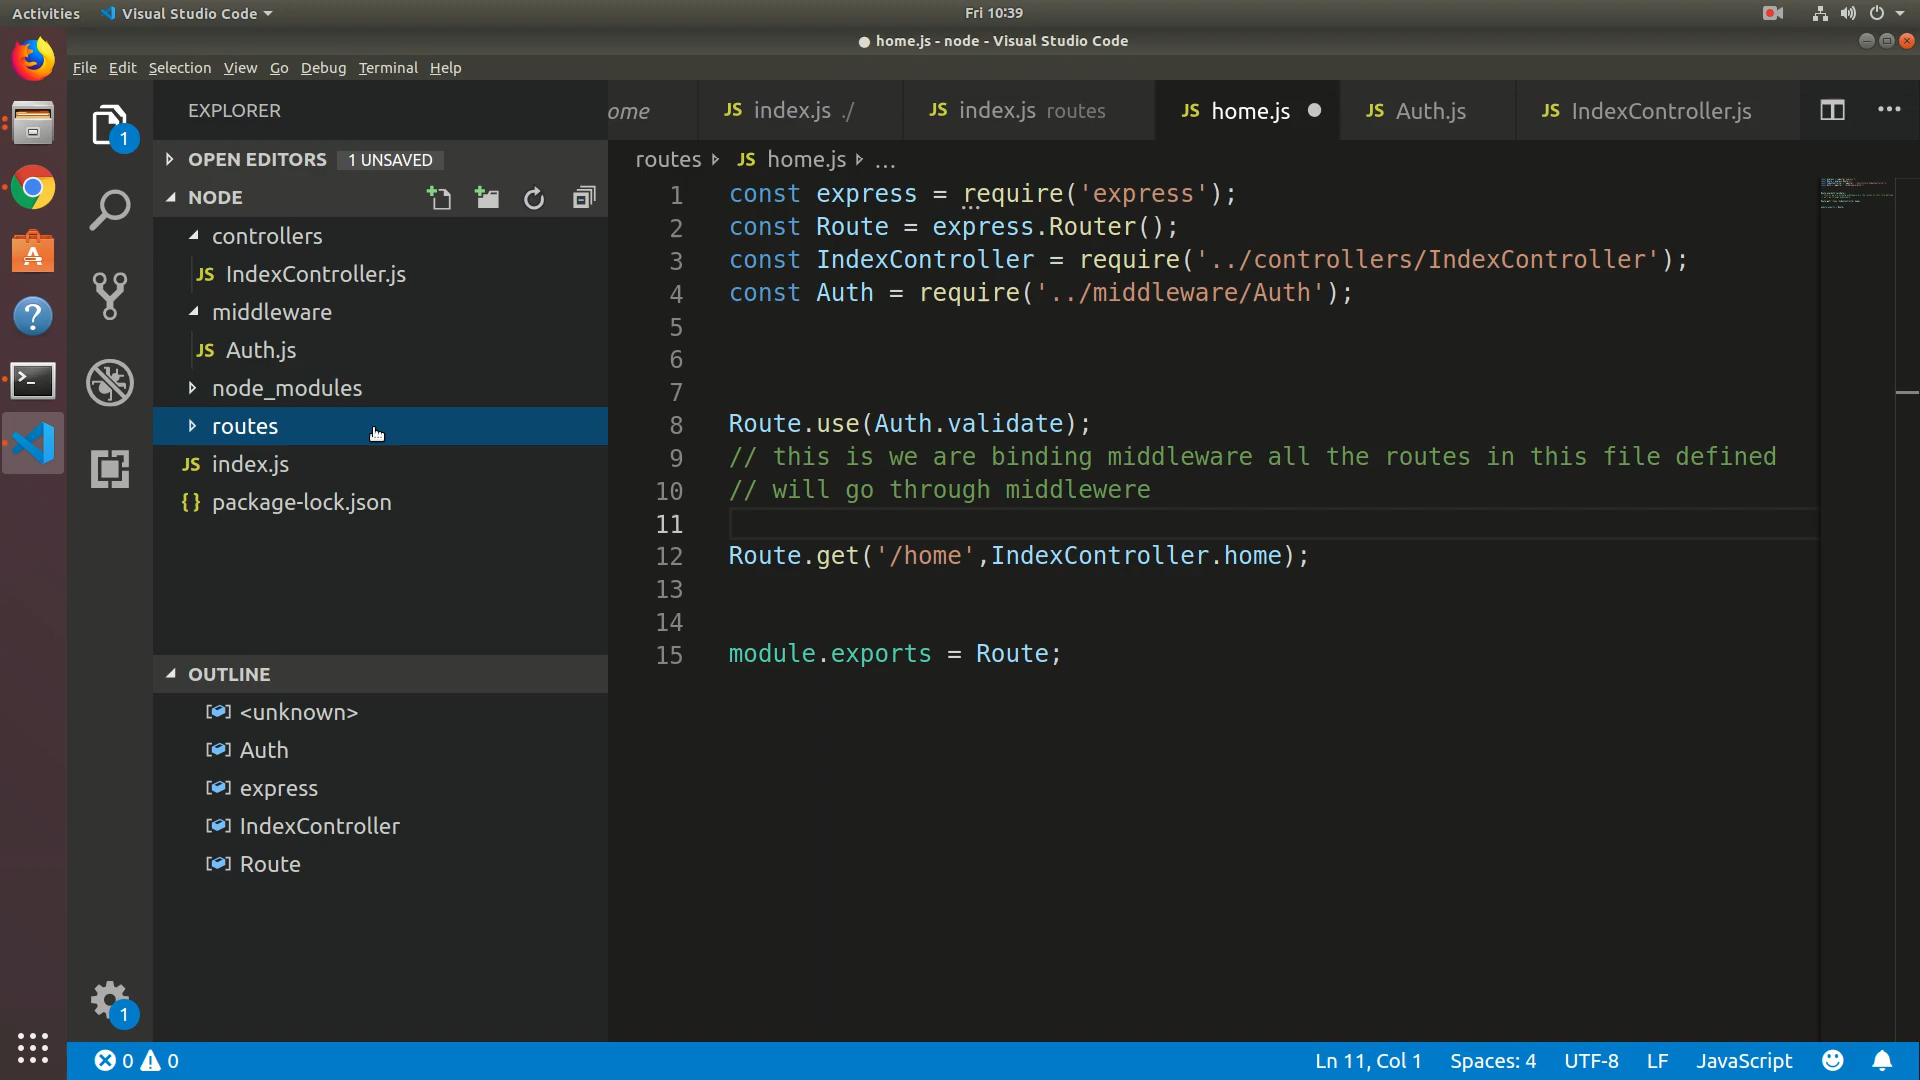 Activities Visual Studio Code Fri 10:39
home.js - node - Visual Studio Code
File Edit Selection View Go Debug Terminal Help
EXPLORER
1
OPEN EDITORS 1 UNSAVED
NODE
controllers
JS IndexController.js
middleware
JS Auth.js
node_modules
routes
JS index.js
{} package-lock.json
OUTLINE
<unknown>
Auth
express
IndexController
Route
1
ome JS index.js ./ JS index.js routes JS home.js JS Auth.js JS IndexController.js
routes JS home.js ...
1 const express = require('express');
2 const Route = express.Router();
3 const IndexController = require('../controllers/IndexController');
4 const Auth = require('../middleware/Auth');
5
6
7
8 Route.use(Auth.validate);
9 // this is we are binding middleware all the routes in this file defined
10 // will go through middlewere
11
12 Route.get('/home',IndexController.home);
13
14
15 module.exports = Route;
0 0 Ln 11, Col 1 Spaces: 4 UTF-8 LF JavaScript